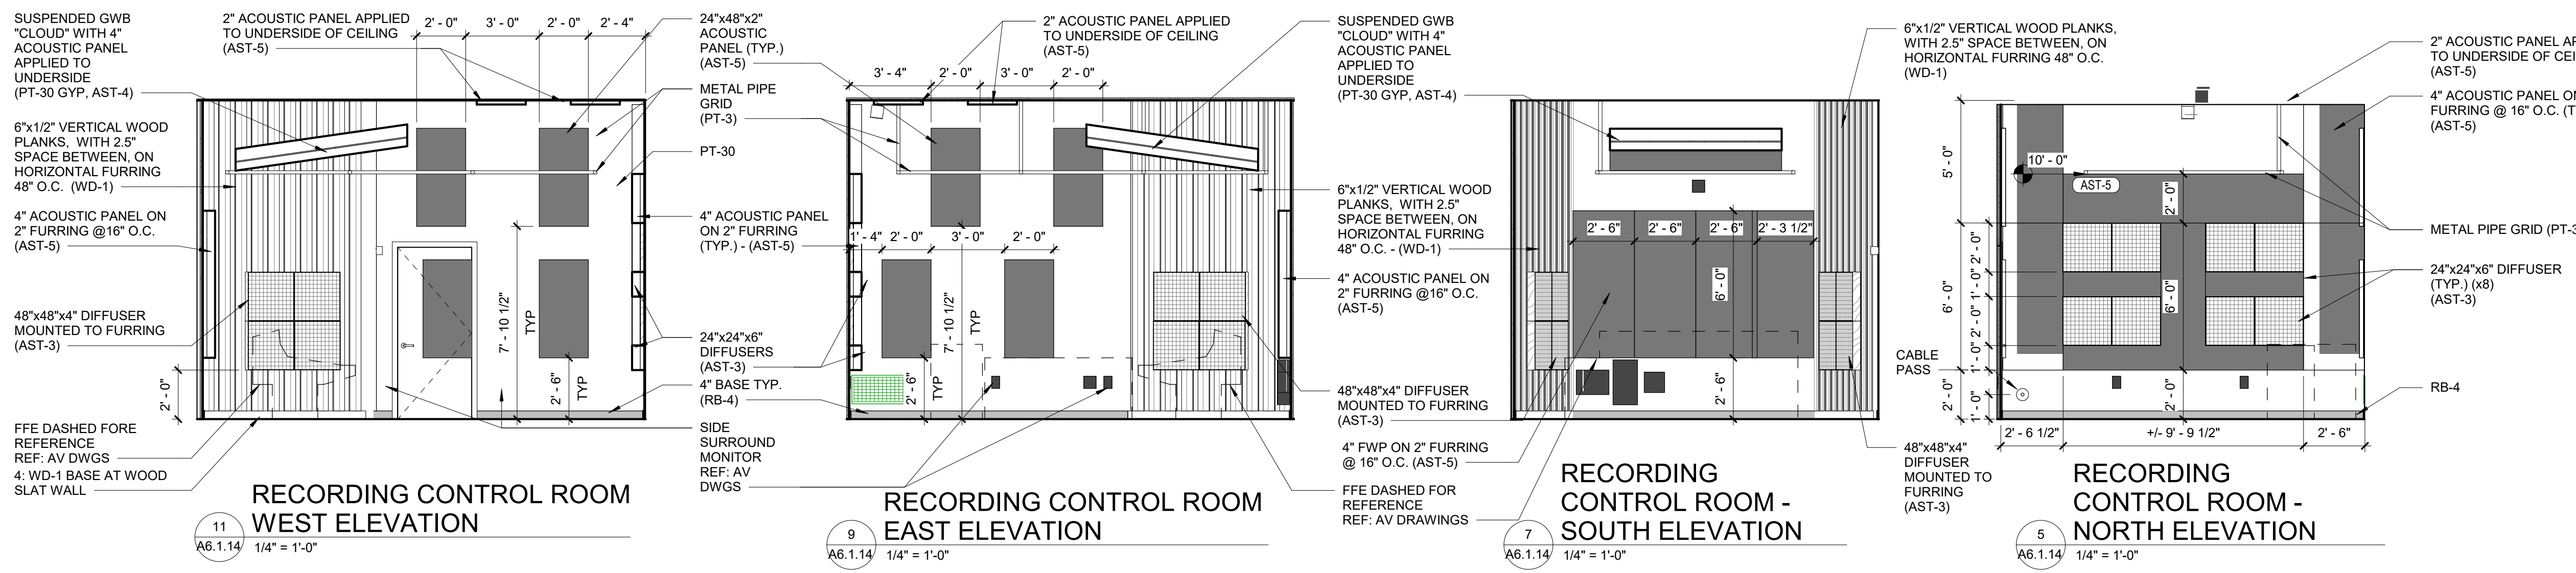 SUSPENDED GWB
"CLOUD" WITH 4"
ACOUSTIC PANEL
APPLIED TO
UNDERSIDE
(PT-30 GYP, AST-4)
6"x1/2" VERTICAL WOOD
PLANKS,  WITH 2.5"
SPACE BETWEEN, ON
HORIZONTAL FURRING
48" O.C.  (WD-1)
4" ACOUSTIC PANEL ON
2" FURRING @16" O.C.
(AST-5)
48"x48"x4" DIFFUSER
MOUNTED TO FURRING
(AST-3)
2' - 0"
FFE DASHED FORE
REFERENCE
REF: AV DWGS
4: WD-1 BASE AT WOOD
SLAT WALL
2" ACOUSTIC PANEL APPLIED
TO UNDERSIDE OF CEILING
(AST-5)
2' - 0"
3' - 0"
2' - 0"
2' - 4"
7' - 10 1/2"
TYP
2' - 6"
TYP
24"x48"x2"
ACOUSTIC
PANEL (TYP.)
(AST-5)
METAL PIPE
GRID
(PT-3)
PT-30
4" ACOUSTIC PANEL
ON 2" FURRING
(TYP.) - (AST-5)
24"x24"x6"
DIFFUSERS
(AST-3)
4" BASE TYP.
(RB-4)
SIDE
SURROUND
MONITOR
REF: AV
DWGS
RECORDING CONTROL ROOM
WEST ELEVATION
11
A6.1.14
1/4" = 1'-0"
2" ACOUSTIC PANEL APPLIED
TO UNDERSIDE OF CEILING
(AST-5)
3' - 4"
2' - 0"
3' - 0"
2' - 0"
1' - 4"
2' - 0"
3' - 0"
2' - 0"
7' - 10 1/2"
TYP
2' - 6"
TYP
SUSPENDED GWB
"CLOUD" WITH 4"
ACOUSTIC PANEL
APPLIED TO
UNDERSIDE
(PT-30 GYP, AST-4)
6"x1/2" VERTICAL WOOD
PLANKS,  WITH 2.5"
SPACE BETWEEN, ON
HORIZONTAL FURRING
48" O.C. - (WD-1)
4" ACOUSTIC PANEL ON
2" FURRING @16" O.C.
(AST-5)
48"x48"x4" DIFFUSER
MOUNTED TO FURRING
(AST-3)
4" FWP ON 2" FURRING
@ 16" O.C. (AST-5)
FFE DASHED FOR
REFERENCE
REF: AV DRAWINGS
RECORDING CONTROL ROOM
EAST ELEVATION
9
A6.1.14
1/4" = 1'-0"
2' - 6"
2' - 6"
2' - 6"
2' - 3 1/2"
6' - 0"
2' - 6"
6"x1/2" VERTICAL WOOD PLANKS,
WITH 2.5" SPACE BETWEEN, ON
HORIZONTAL FURRING 48" O.C.
(WD-1)
48"x48"x4"
DIFFUSER
MOUNTED TO
FURRING
(AST-3)
RECORDING
CONTROL ROOM -
SOUTH ELEVATION
7
A6.1.14
1/4" = 1'-0"
CABLE
PASS
5' - 0"
6' - 0"
2' - 0"
2' - 0"
1' - 0"
2' - 0"
1' - 0"
1' - 0"
10' - 0"
AST-5
2' - 0"
6' - 0"
2' - 0"
2' - 6 1/2"
+/- 9' - 9 1/2"
2' - 6"
2" ACOUSTIC PANEL
TO UNDERSIDE OF
(AST-5)
4" ACOUSTIC PANEL
FURRING @ 16" O.C.
(AST-5)
METAL PIPE GRID
24"x24"x6" DIFFUSER
(TYP.) (x8)
(AST-3)
RB-4
RECORDING
CONTROL ROOM -
NORTH ELEVATION
5
A6.1.14
1/4" = 1'-0"